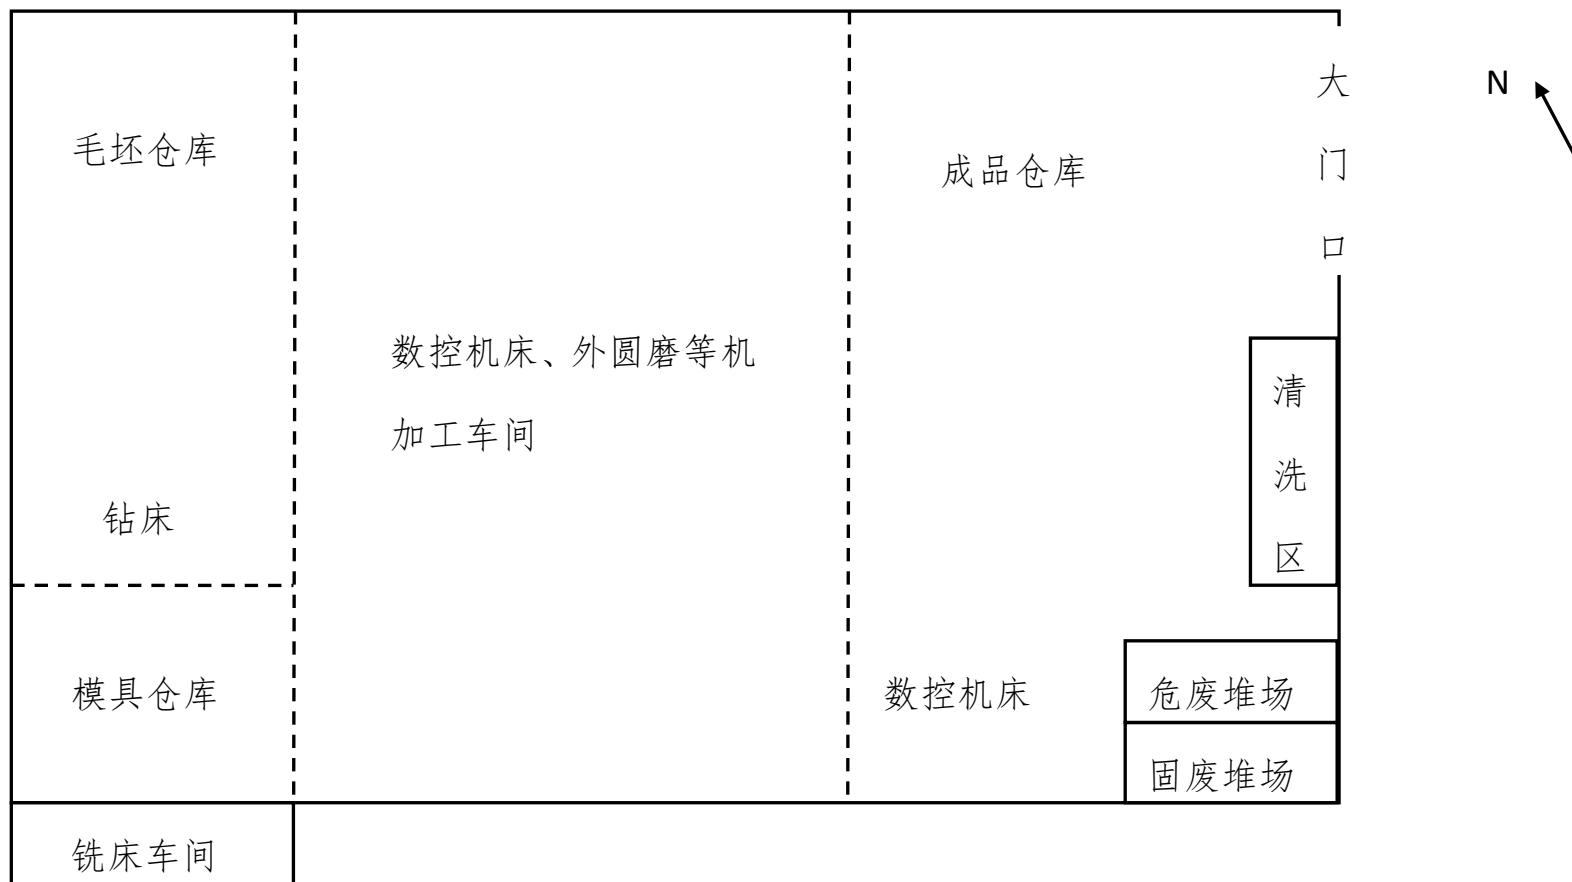 毛坯仓库
钻床
模具仓库
铣床车间
数控机床、外圆磨等机
加工车间
成品仓库
数控机床
大
门
口
清
洗
区
危废堆场
固废堆场
N